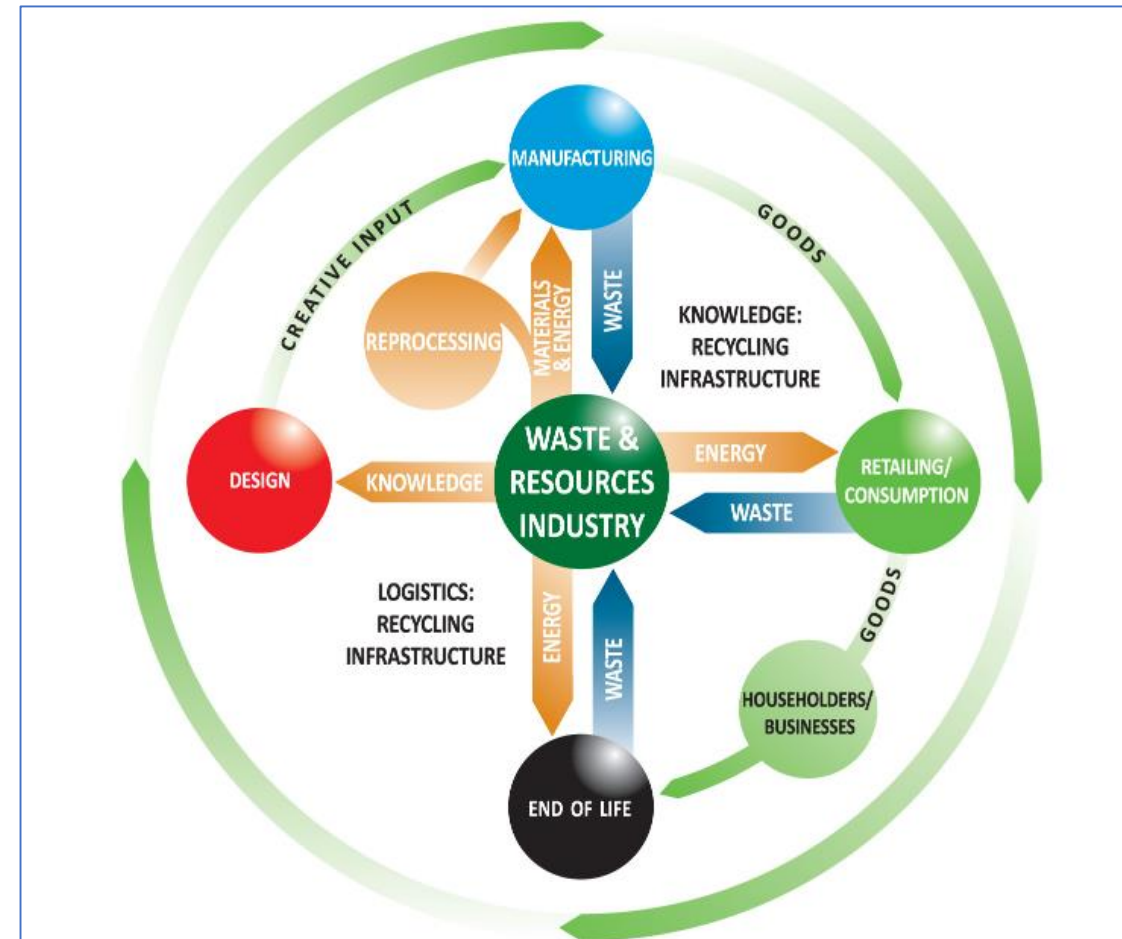 MANUFACTURING
CREATIVE INPUT
GOODS
REPROCESSING
MATERIALS
& ENERGY
WASTE
KNOWLEDGE:
RECYCLING
INFRASTRUCTURE
DESIGN
KNOWLEDGE
WASTE &
RESOURCES
INDUSTRY
ENERGY
WASTE
RETAILING/
CONSUMPTION
LOGISTICS:
RECYCLING
INFRASTRUCTURE
ENERGY
WASTE
GOODS
HOUSEHOLDERS/
BUSINESSES
END OF LIFE